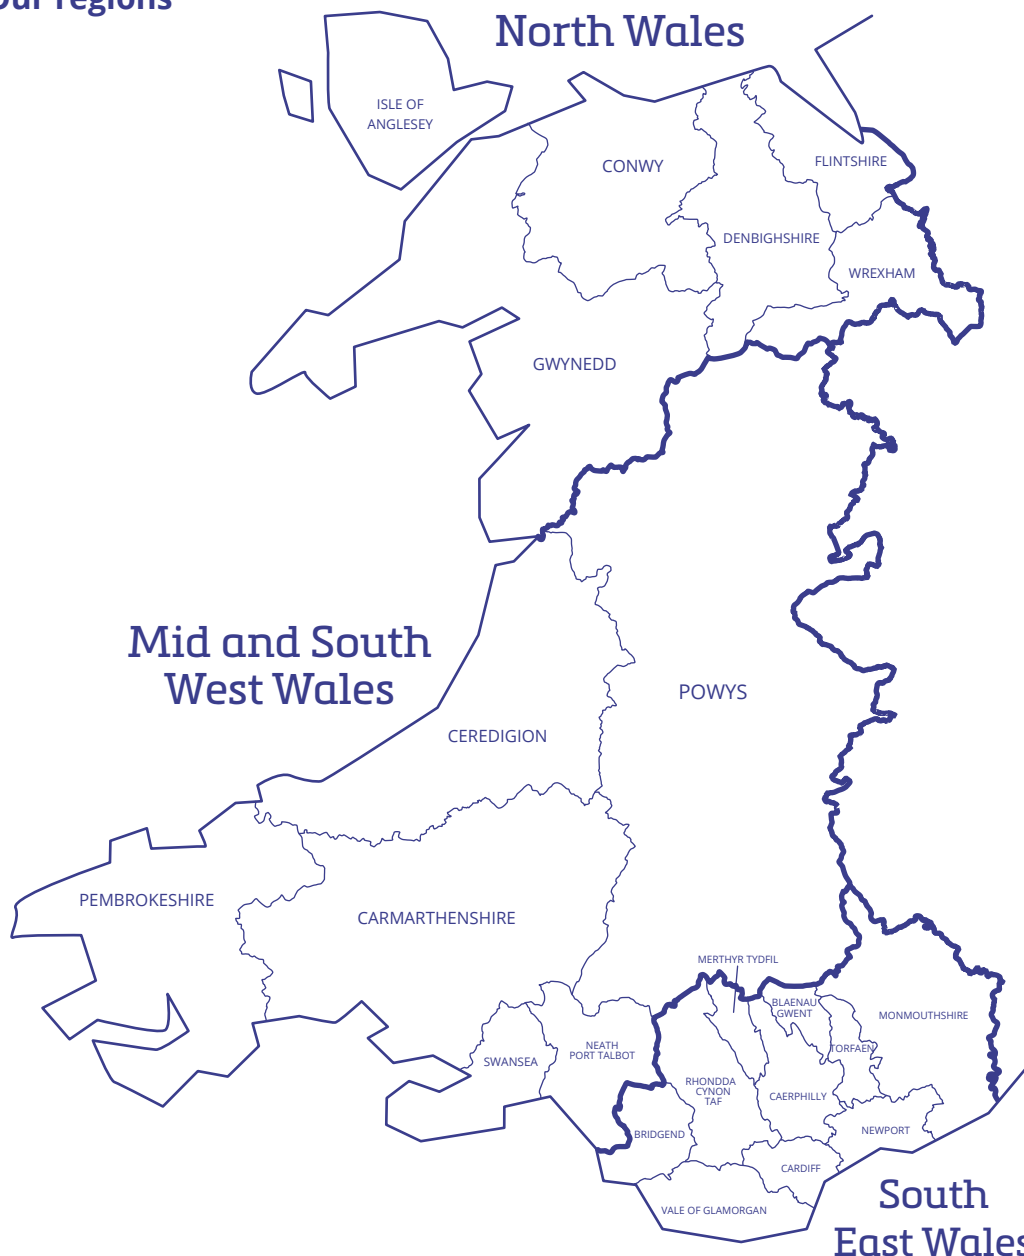 Our regions
North Wales
ISLE OF
ANGLESEY
CONWY
FLINTSHIRE
DENBIGHSHIRE
WREXHAM
GWYNEDD
Mid and South
West Wales
POWYS
CEREDIGION
PEMBROKESHIRE
CARMARTHENSHIRE
MERTHYR TYDFIL
BLAENAU
GWENT
MONMOUTHSHIRE
TORFAEN
NEATH
PORT TALBOT
SWANSEA
RHONDDA
CYNON
TAF
CAERPHILLY
BRIDGEND
NEWPORT
CARDIFF
VALE OF GLAMORGAN
South
East Wales